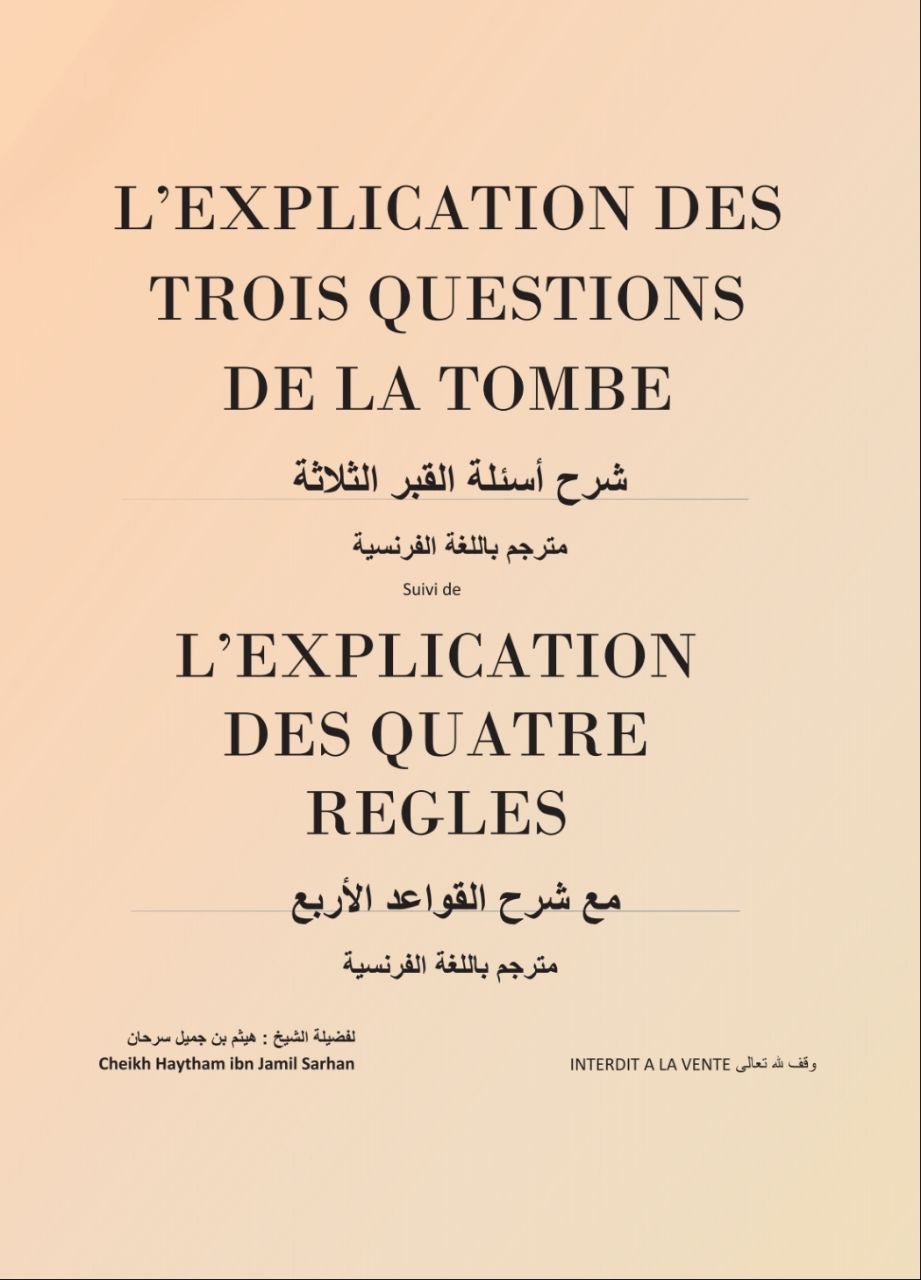 L’EXPLICATION DES
TROIS QUESTIONS
DE LA TOMBE
شرح أسئلة القبر الثلاثة
مترجم باللغة الفرنسية
Suivi de
L’EXPLICATION
DES QUATRE
REGLES
مع شرح القواعد الأربع
مترجم باللغة الفرنسية
لفضيلة الشيخ : هيثم بن جميل سرحان
Cheikh Haytham ibn Jamil Sarhan
INTERDIT A LA VENTE وقف لله تعالى